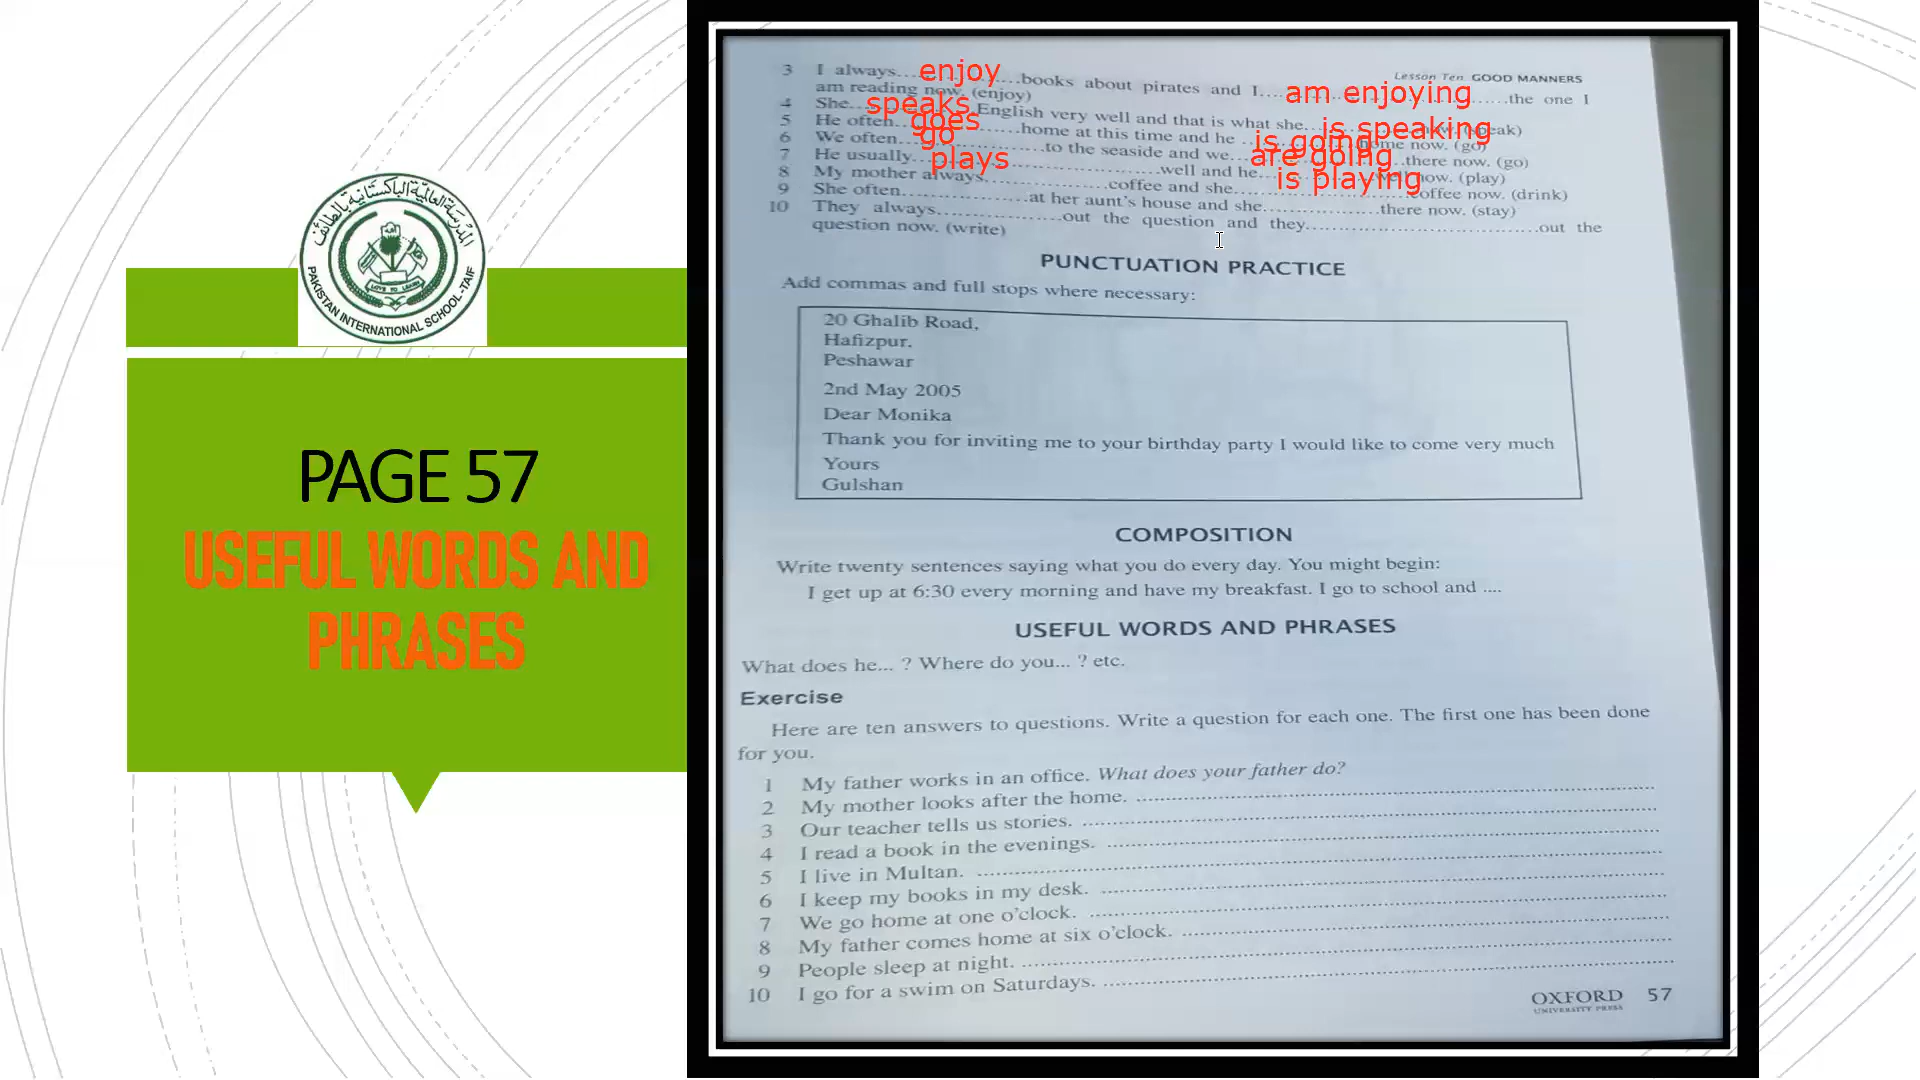 المدرسة العالمية الباكستانية بالطائف
LOVE TO LEARN
PAKISTAN INTERNATIONAL SCHOOL-TAIF
PAGE 57
USEFUL WORDS AND
PHRASES
Lesson Ten GOOD MANNERS
3 I always... enjoy ...books about pirates and I.... am enjoying ...the one I
am reading now. (enjoy)
4 She... speaks ...English very well and that is what she... is speaking ...now. (speak)
5 He often... goes ...home at this time and he ... is going ...home now. (go)
6 We often... go ...to the seaside and we... are going ...there now. (go)
7 He usually... plays ...well and he... is playing ...well now. (play)
8 My mother always...coffee and she...coffee now. (drink)
9 She often...at her aunt's house and she...there now. (stay)
10 They always...out the question and they...out the
question now. (write)
PUNCTUATION PRACTICE
Add commas and full stops where necessary:
20 Ghalib Road,
Hafizpur,
Peshawar
2nd May 2005
Dear Monika
Thank you for inviting me to your birthday party I would like to come very much
Yours
Gulshan
COMPOSITION
Write twenty sentences saying what you do every day. You might begin:
I get up at 6:30 every morning and have my breakfast. I go to school and ....
USEFUL WORDS AND PHRASES
What does he... ? Where do you... ? etc.
Exercise
Here are ten answers to questions. Write a question for each one. The first one has been done
for you.
1 My father works in an office. What does your father do?
2 My mother looks after the home. ...
3 Our teacher tells us stories. ...
4 I read a book in the evenings. ...
5 I live in Multan. ...
6 I keep my books in my desk. ...
7 We go home at one o'clock. ...
8 My father comes home at six o'clock. ...
9 People sleep at night. ...
10 I go for a swim on Saturdays. ...
OXFORD 57
UNIVERSITY PRESS